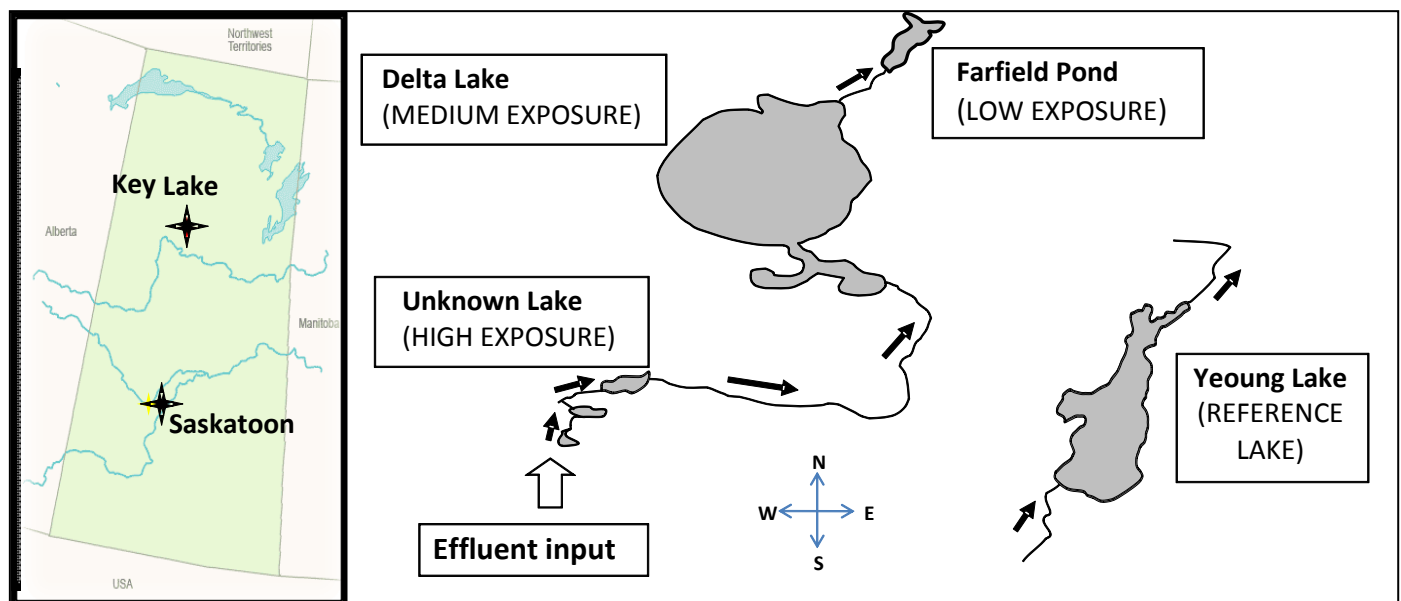 Northwest
Territories
Key Lake
Alberta
Manitoba
Saskatoon
USA
Delta Lake
(MEDIUM EXPOSURE)
Farfield Pond
(LOW EXPOSURE)
Unknown Lake
(HIGH EXPOSURE)
Yeoung Lake
(REFERENCE
LAKE)
Effluent input
N
W
E
S